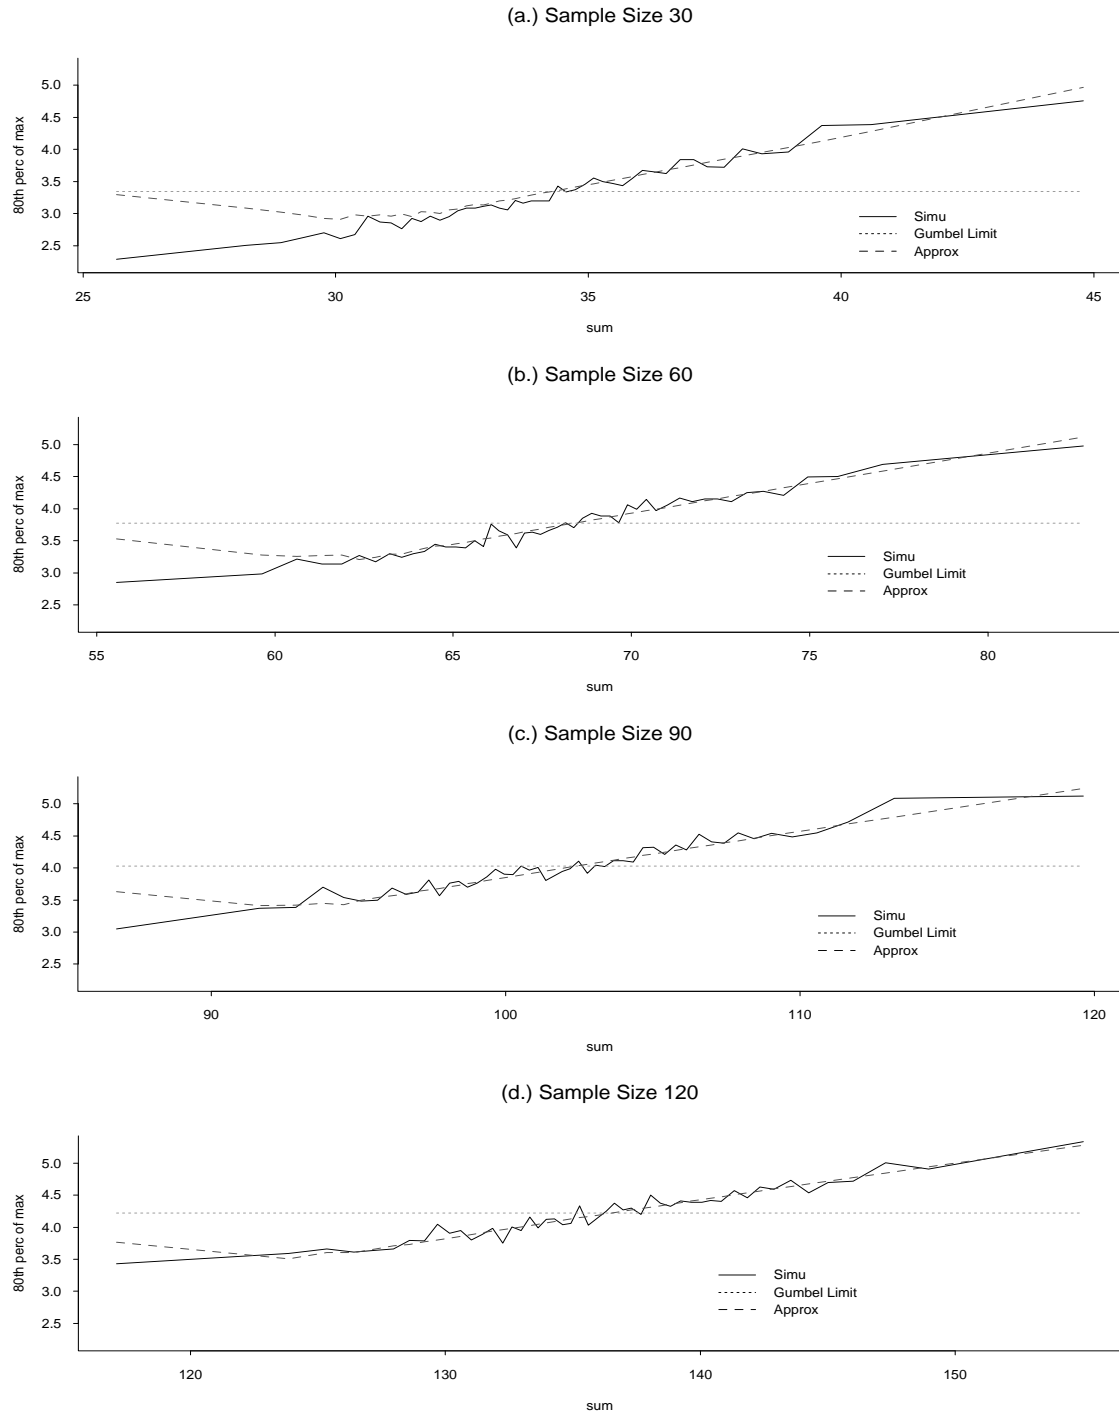 (a.) Sample Size 30
80th perc of max
5.0
4.5
4.0
3.5
3.0
2.5
Simu
Gumbel Limit
Approx
25 30 35 40 45
sum
(b.) Sample Size 60
80th perc of max
5.0
4.5
4.0
3.5
3.0
2.5
Simu
Gumbel Limit
Approx
55 60 65 70 75 80
sum
(c.) Sample Size 90
80th perc of max
5.0
4.5
4.0
3.5
3.0
2.5
Simu
Gumbel Limit
Approx
90 100 110 120
sum
(d.) Sample Size 120
80th perc of max
5.0
4.5
4.0
3.5
3.0
2.5
Simu
Gumbel Limit
Approx
120 130 140 150
sum